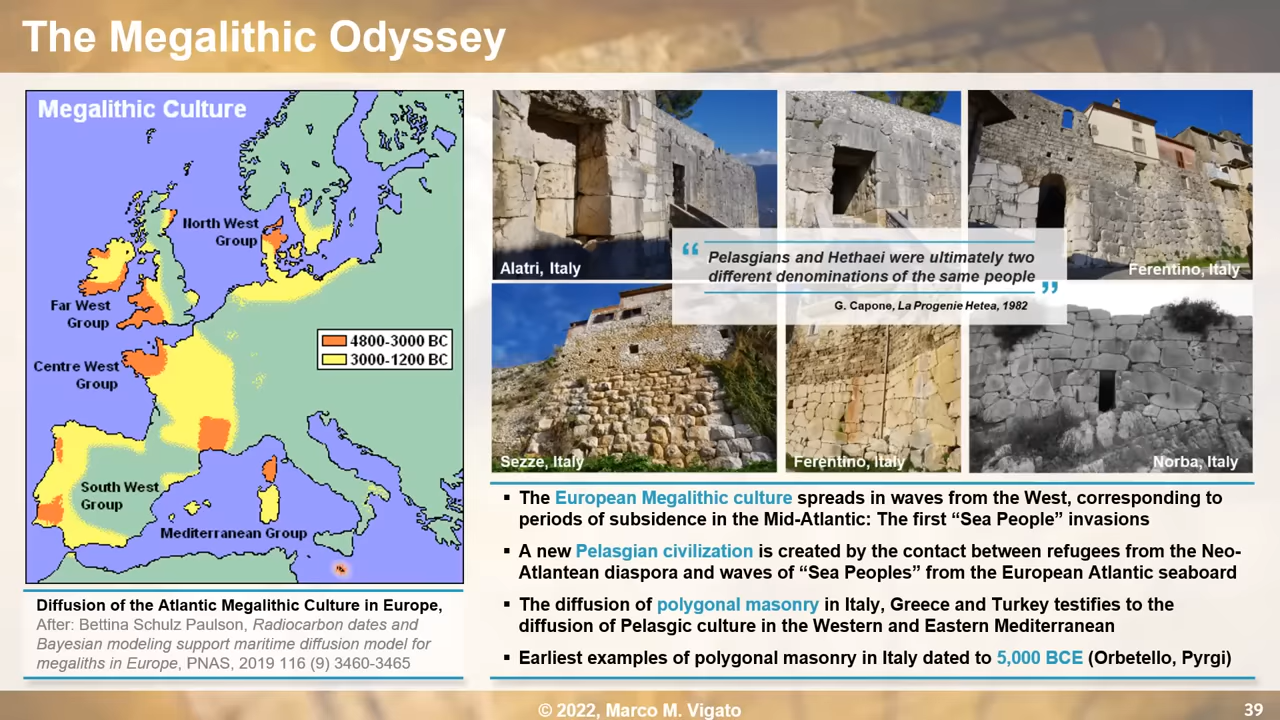 The Megalithic Odyssey
Megalithic Culture
North West
Group
Far West
Group
4800-3000 BC
3000-1200 BC
Centre West
Group
South West
Group
Mediterranean Group
Diffusion of the Atlantic Megalithic Culture in Europe,
After: Bettina Schulz Paulson, Radiocarbon dates and
Bayesian modeling support maritime diffusion model for
megaliths in Europe, PNAS, 2019 116 (9) 3460-3465
Alatri, Italy
Ferentino, Italy
“ Pelasgians and Hethaei were ultimately two
different denominations of the same people ”
G. Capone, La Progenie Hetea, 1982
Sezze, Italy
Ferentino, Italy
Norba, Italy
▪ The European Megalithic culture spreads in waves from the West, corresponding to
periods of subsidence in the Mid-Atlantic: The first “Sea People” invasions
▪ A new Pelasgian civilization is created by the contact between refugees from the Neo-
Atlantean diaspora and waves of “Sea Peoples” from the European Atlantic seaboard
▪ The diffusion of polygonal masonry in Italy, Greece and Turkey testifies to the
diffusion of Pelasgic culture in the Western and Eastern Mediterranean
▪ Earliest examples of polygonal masonry in Italy dated to 5,000 BCE (Orbetello, Pyrgi)
© 2022, Marco M. Vigato
39